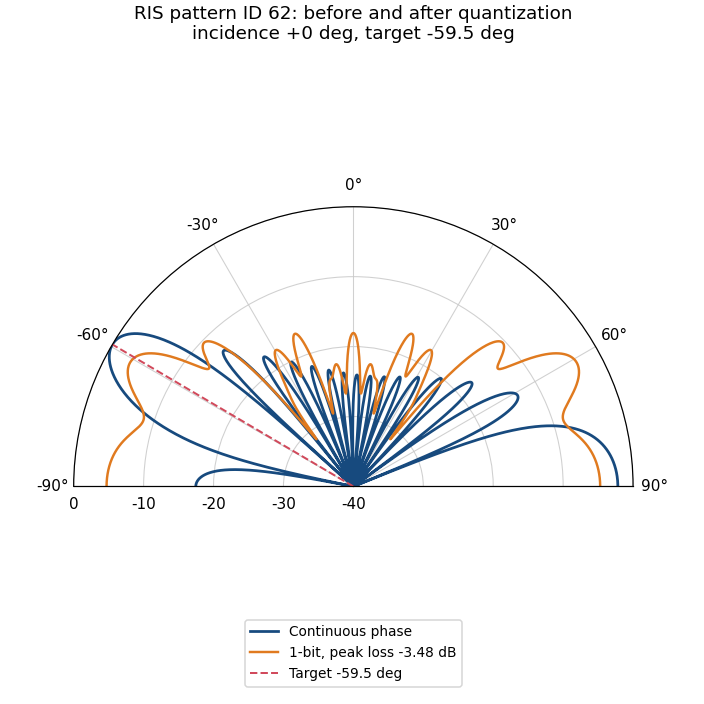 RIS pattern ID 62: before and after quantization
incidence +0 deg, target -59.5 deg
0°
-30°
30°
-60°
60°
-90°
90°
0
-10
-20
-30
-40
Continuous phase
1-bit, peak loss -3.48 dB
Target -59.5 deg